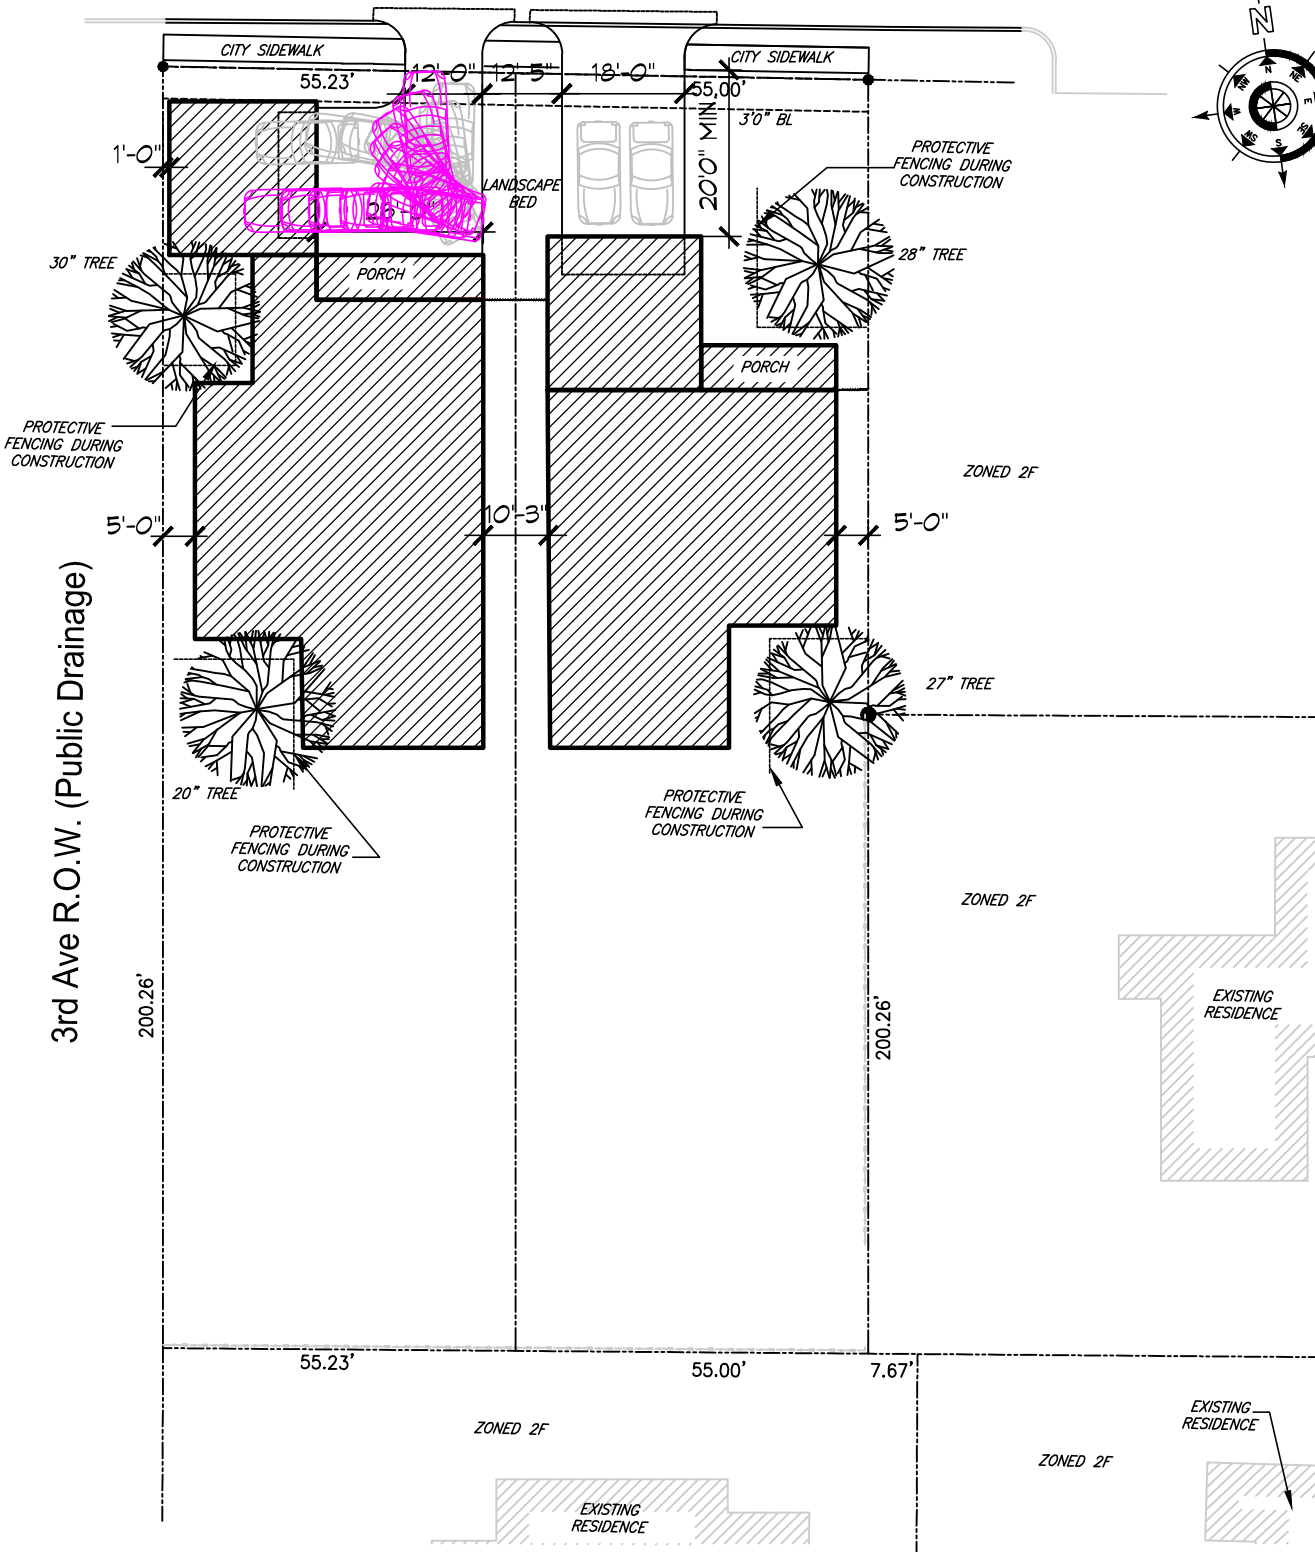 CITY SIDEWALK
CITY SIDEWALK
N
55.23'
12'-0"
12'-5"
18'-0"
55.00'
3'0" BL
20'0" MIN
1'-0"
LANDSCAPE
BED
PROTECTIVE
FENCING DURING
CONSTRUCTION
N
NE
E
SE
S
SW
W
NW
30" TREE
28" TREE
PORCH
PORCH
PROTECTIVE
FENCING DURING
CONSTRUCTION
ZONED 2F
5'-0"
10'-3"
5'-0"
3rd Ave R.O.W. (Public Drainage)
27" TREE
20" TREE
PROTECTIVE
FENCING DURING
CONSTRUCTION
PROTECTIVE
FENCING DURING
CONSTRUCTION
ZONED 2F
200.26'
200.26'
EXISTING
RESIDENCE
55.23'
55.00'
7.67'
ZONED 2F
EXISTING
RESIDENCE
ZONED 2F
EXISTING
RESIDENCE